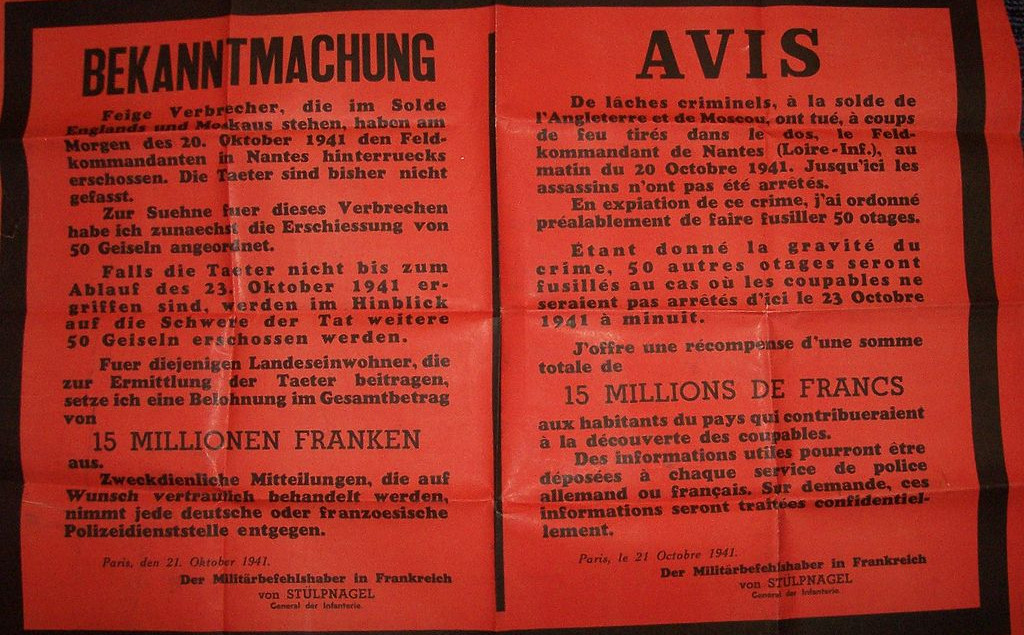 BEKANNTMACHUNG
Feige Verbrecher, die im Solde
Englands und Moskaus stehen, haben am
Morgen des 20. Oktober 1941 den Feld-
kommandanten in Nantes hinterruecks
erschossen. Die Taeter sind bisher nicht
gefasst.
Zur Suehne fuer dieses Verbrechen
habe ich zunaechst die Erschiessung von
50 Geiseln angeordnet.
Falls die Taeter nicht bis zum
Ablauf des 23. Oktober 1941 er-
griffen sind, werden im Hinblick
auf die Schwere der Tat weitere
50 Geiseln erschossen werden.
Fuer diejenigen Landeseinwohner, die
zur Ermittlung der Taeter beitragen,
setze ich eine Belohnung im Gesamtbetrag
von
15 MILLIONEN FRANKEN
aus.
Zweckdienliche Mitteilungen, die auf
Wunsch vertraulich behandelt werden,
nimmt jede deutsche oder franzoesische
Polizeidienststelle entgegen.
Paris, den 21. Oktober 1941.
Der Militärbefehlshaber in Frankreich
von STÜLPNAGEL
General der Infanterie.
AVIS
De lâches criminels, à la solde de
l'Angleterre et de Moscou, ont tué, à coups
de feu tirés dans le dos, le Feld-
kommandant de Nantes (Loire-Inf.), au
matin du 20 Octobre 1941. Jusqu'ici les
assassins n'ont pas été arrêtés.
En expiation de ce crime, j'ai ordonné
préalablement de faire fusiller 50 otages.
Étant donné la gravité du
crime, 50 autres otages seront
fusillés au cas où les coupables ne
seraient pas arrêtés d'ici le 23 Octobre
1941 à minuit.
J'offre une récompense d'une somme
totale de
15 MILLIONS DE FRANCS
aux habitants du pays qui contribueraient
à la découverte des coupables.
Des informations utiles pourront être
déposées à chaque service de police
allemand ou français. Sur demande, ces
informations seront traitées confidentiel-
lement.
Paris, le 21 Octobre 1941.
Der Militärbefehlshaber in Frankreich
von STÜLPNAGEL
General der Infanterie.